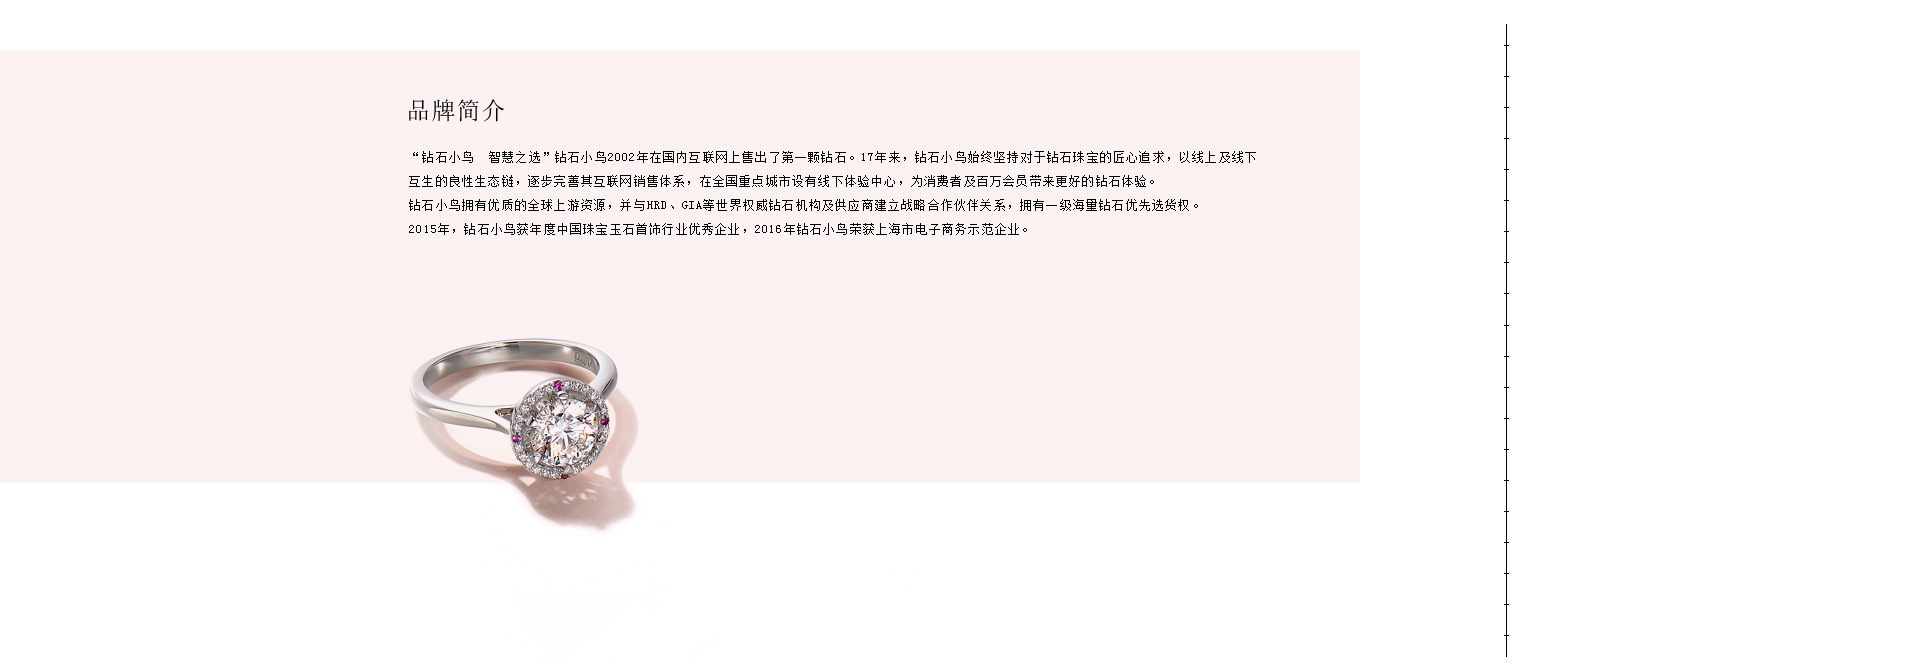 品牌简介
“钻石小鸟　智慧之选”钻石小鸟2002年在国内互联网上售出了第一颗钻石。17年来，钻石小鸟始终坚持对于钻石珠宝的匠心追求，以线上及线下
互生的良性生态链，逐步完善其互联网销售体系，在全国重点城市设有线下体验中心，为消费者及百万会员带来更好的钻石体验。
钻石小鸟拥有优质的全球上游资源，并与HRD、GIA等世界权威钻石机构及供应商建立战略合作伙伴关系，拥有一级海量钻石优先选货权。
2015年，钻石小鸟获年度中国珠宝玉石首饰行业优秀企业，2016年钻石小鸟荣获上海市电子商务示范企业。